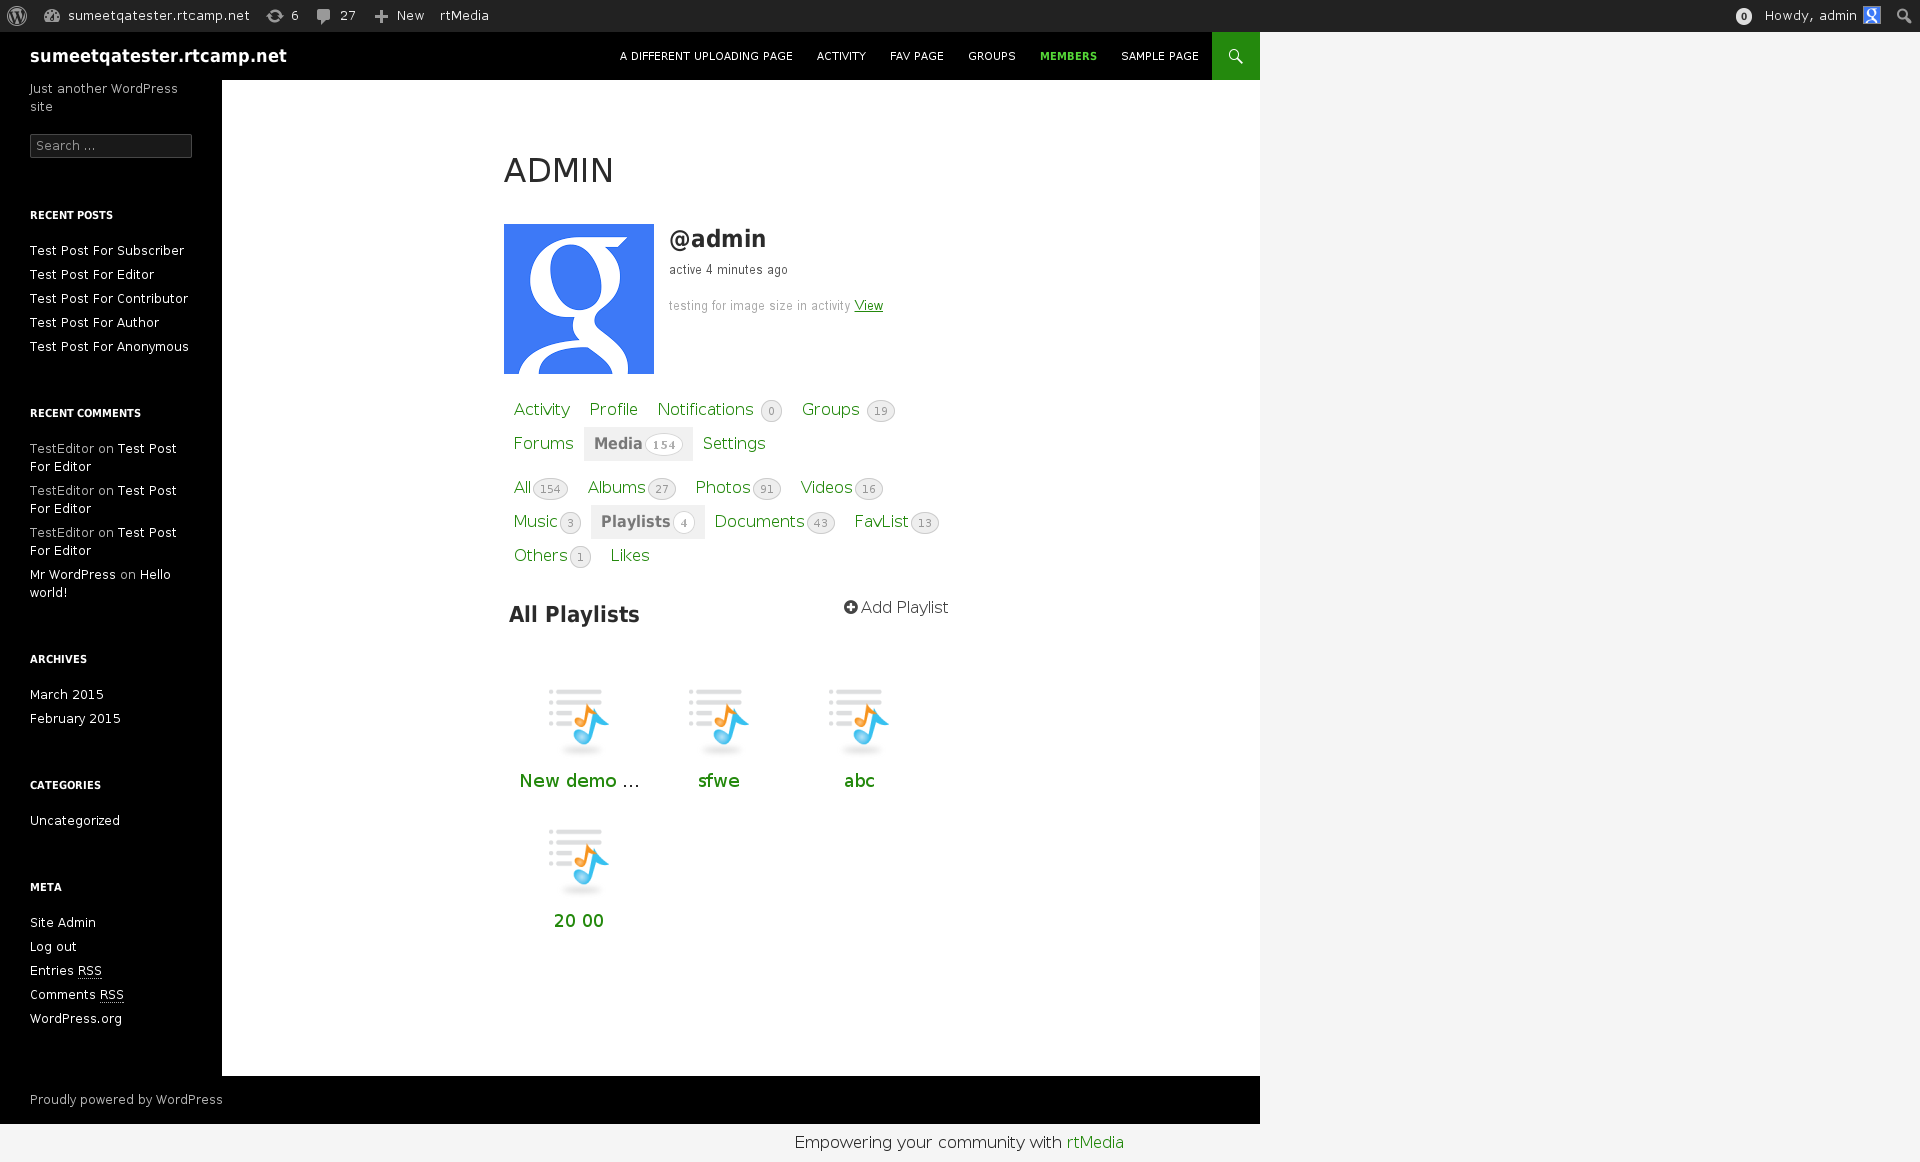 sumeetqatester.rtcamp.net 6 27 New rtMedia 0 Howdy, admin
sumeetqatester.rtcamp.net A DIFFERENT UPLOADING PAGE ACTIVITY FAV PAGE GROUPS MEMBERS SAMPLE PAGE
Just another WordPress
site
Search ...
RECENT POSTS
Test Post For Subscriber
Test Post For Editor
Test Post For Contributor
Test Post For Author
Test Post For Anonymous
RECENT COMMENTS
TestEditor on Test Post
For Editor
TestEditor on Test Post
For Editor
TestEditor on Test Post
For Editor
Mr WordPress on Hello
world!
ARCHIVES
March 2015
February 2015
CATEGORIES
Uncategorized
META
Site Admin
Log out
Entries RSS
Comments RSS
WordPress.org
ADMIN
@admin
active 4 minutes ago
testing for image size in activity View
Activity Profile Notifications 0 Groups 19
Forums Media 154 Settings
All 154 Albums 27 Photos 91 Videos 16
Music 3 Playlists 4 Documents 43 FavList 13
Others 1 Likes
All Playlists Add Playlist
New demo ... sfwe abc
20 00
Proudly powered by WordPress
Empowering your community with rtMedia